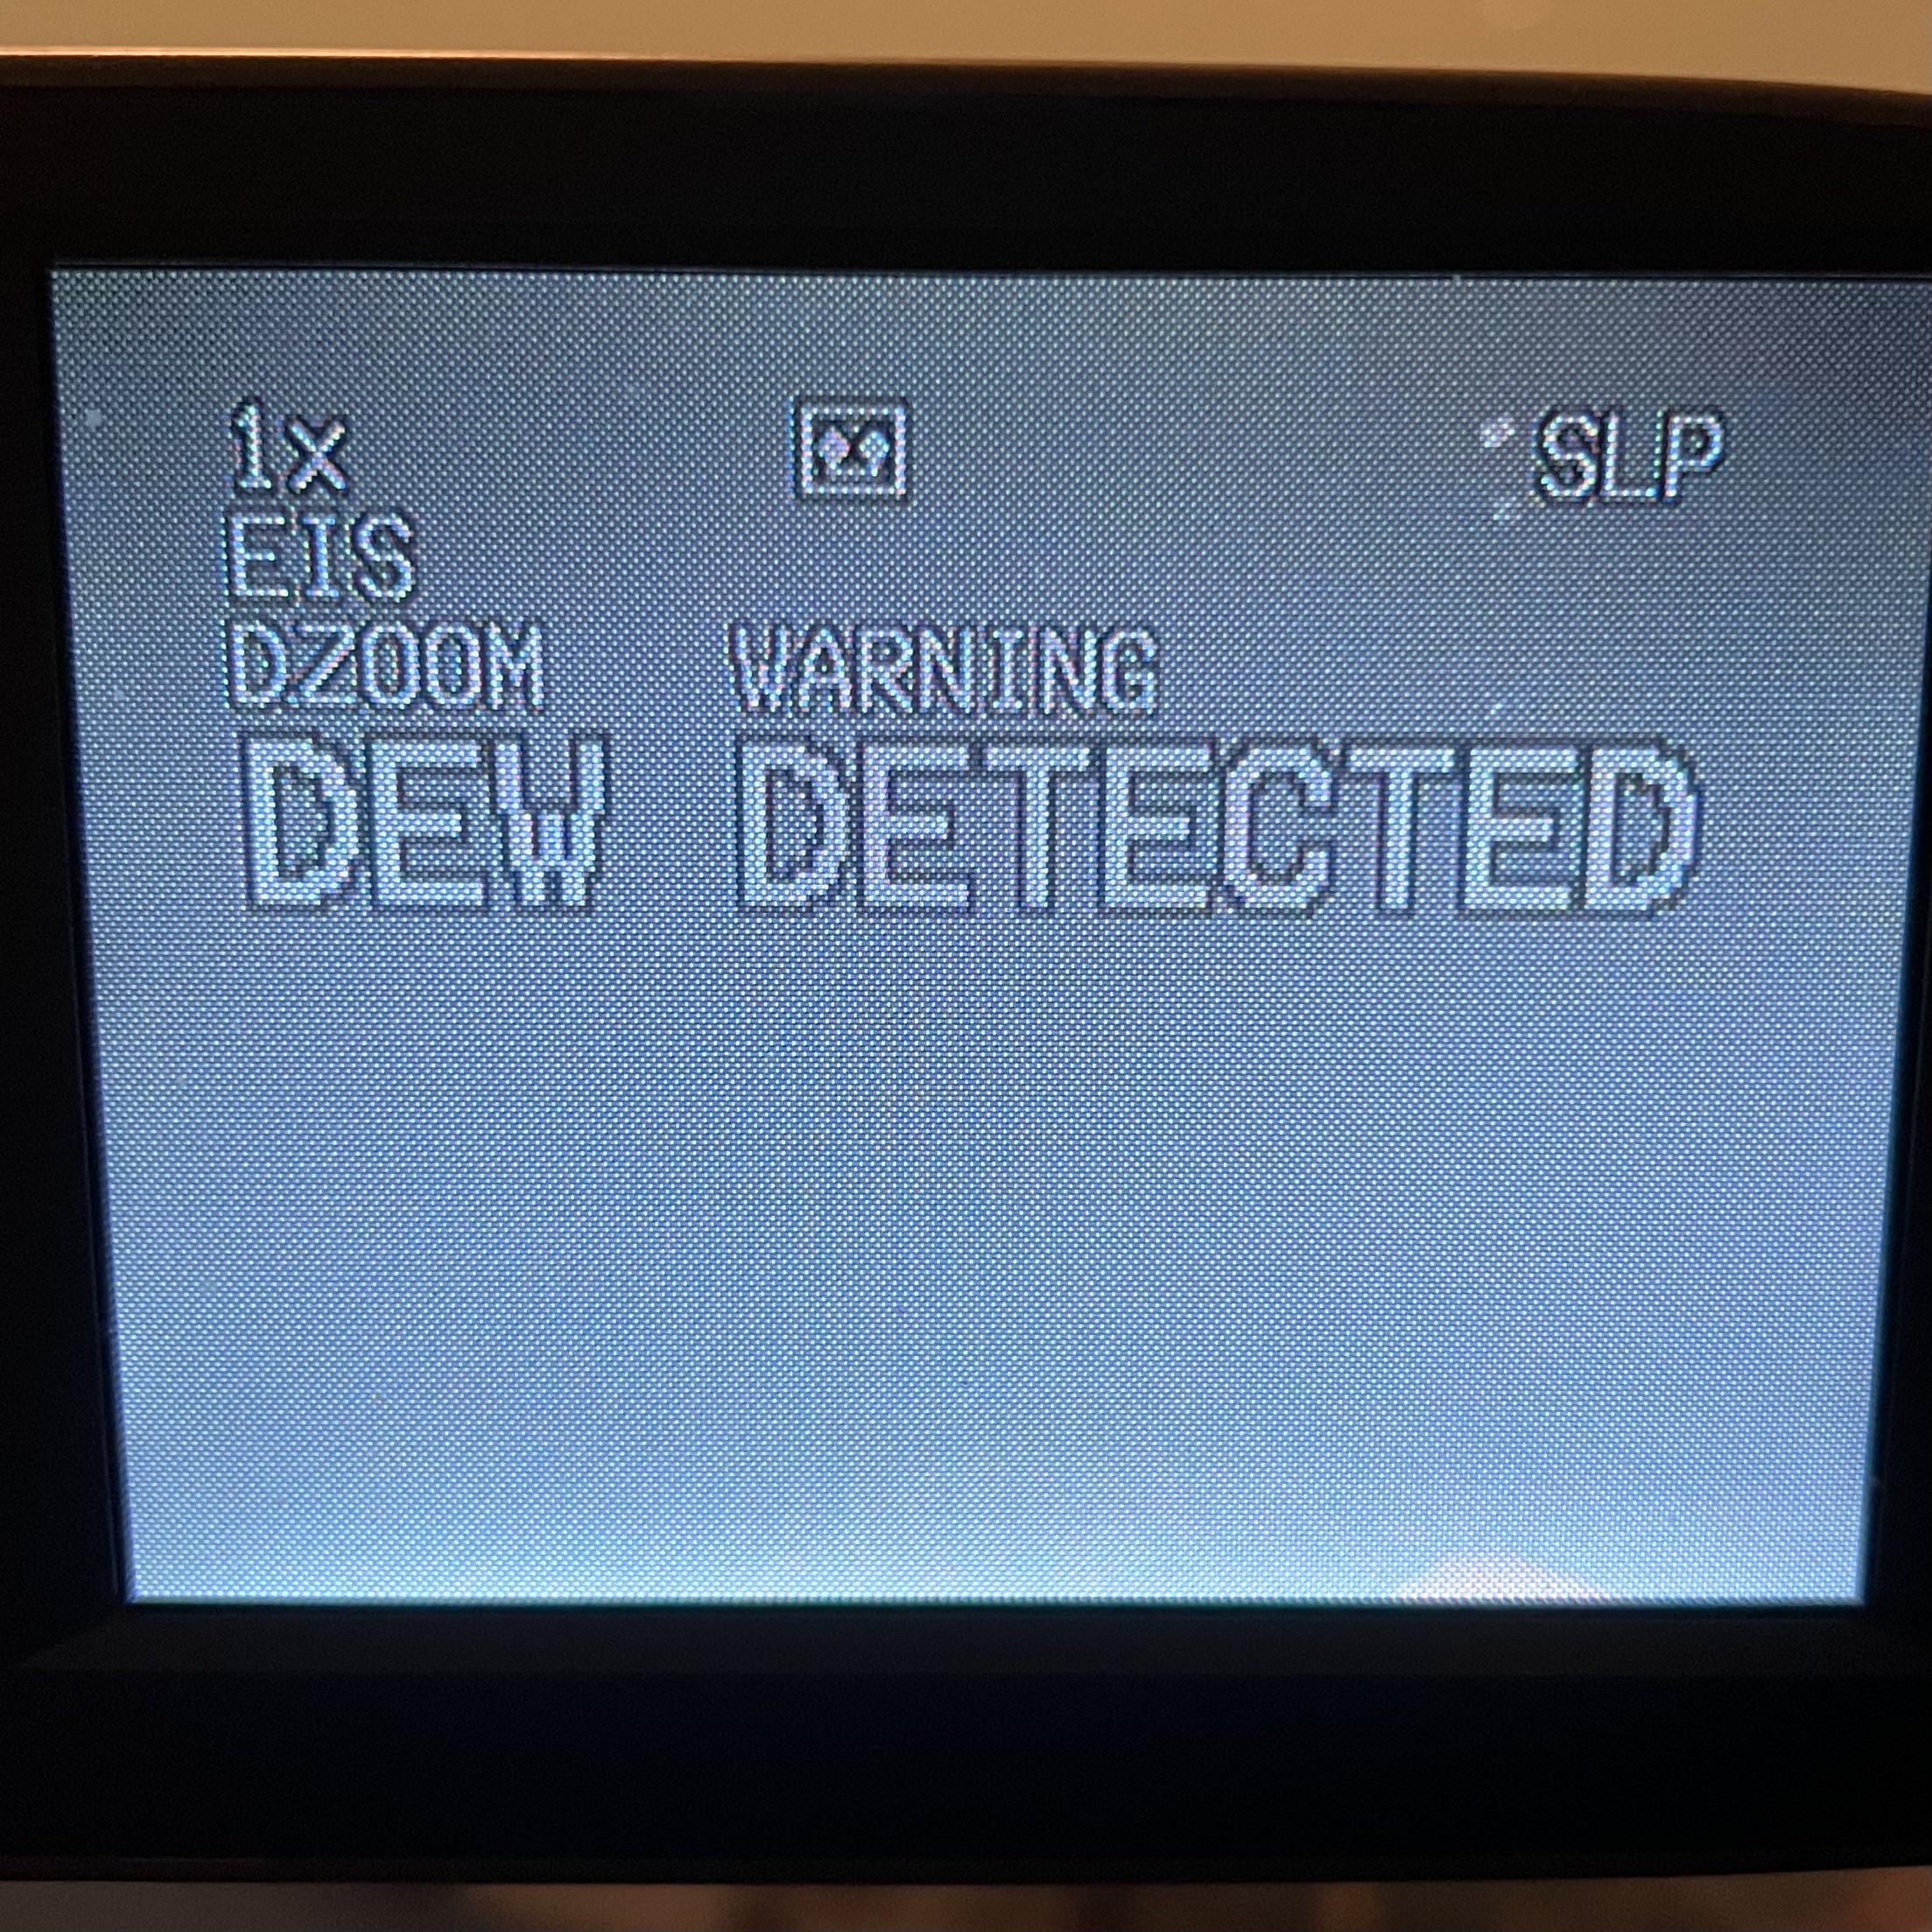 1x SLP
EIS
DZOOM WARNING
DEW DETECTED